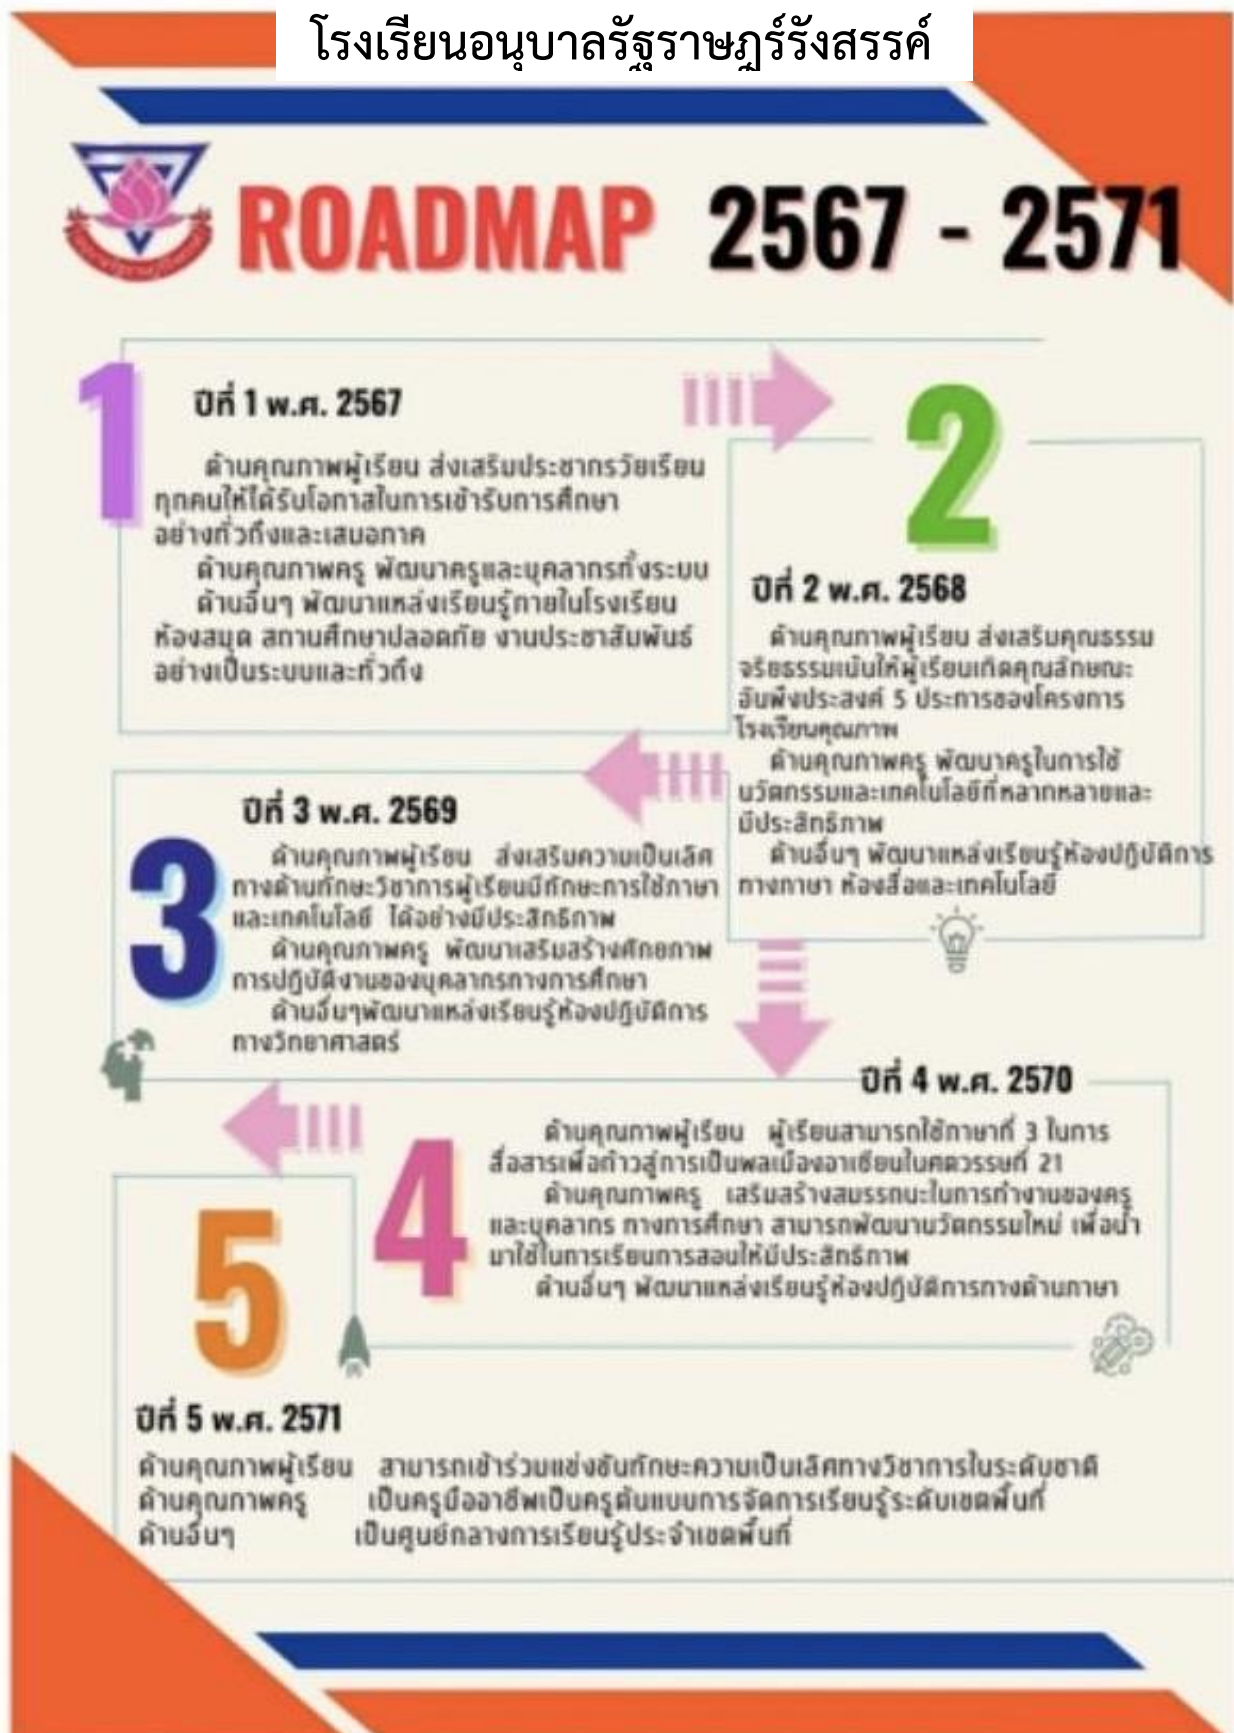 โรงเรียนอนุบาลรัฐราษฎร์รังสรรค์
ROADMAP 2567 - 2571
1
ปีที่ 1 พ.ศ. 2567
ด้านคุณภาพผู้เรียน ส่งเสริมประชากรวัยเรียน
ทุกคนให้ได้รับโอกาสในการเข้ารับการศึกษา
อย่างทั่วถึงและเสมอภาค
ด้านคุณภาพครู พัฒนาครูและบุคลากรทั้งระบบ
ด้านอื่นๆ พัฒนาแหล่งเรียนรู้ภายในโรงเรียน
ห้องสมุด สถานศึกษาปลอดภัย งานประชาสัมพันธ์
อย่างเป็นระบบและทั่วถึง
2
ปีที่ 2 พ.ศ. 2568
ด้านคุณภาพผู้เรียน ส่งเสริมคุณธรรม
จริยธรรมเน้นให้ผู้เรียนเกิดคุณลักษณะ
อันพึงประสงค์ 5 ประการของโครงการ
โรงเรียนคุณภาพ
ด้านคุณภาพครู พัฒนาครูในการใช้
นวัตกรรมและเทคโนโลยีที่หลากหลายและ
มีประสิทธิภาพ
ด้านอื่นๆ พัฒนาแหล่งเรียนรู้ห้องปฏิบัติการ
ทางภาษา ห้องสื่อและเทคโนโลยี
3
ปีที่ 3 พ.ศ. 2569
ด้านคุณภาพผู้เรียน ส่งเสริมความเป็นเลิศ
ทางด้านทักษะวิชาการผู้เรียนมีทักษะการใช้ภาษา
และเทคโนโลยี ได้อย่างมีประสิทธิภาพ
ด้านคุณภาพครู พัฒนาเสริมสร้างศักยภาพ
การปฏิบัติงานของบุคลากรทางการศึกษา
ด้านอื่นๆพัฒนาแหล่งเรียนรู้ห้องปฏิบัติการ
ทางวิทยาศาสตร์
4
ปีที่ 4 พ.ศ. 2570
ด้านคุณภาพผู้เรียน ผู้เรียนสามารถใช้ภาษาที่ 3 ในการ
สื่อสารเพื่อก้าวสู่การเป็นพลเมืองอาเซียนในศตวรรษที่ 21
ด้านคุณภาพครู เสริมสร้างสมรรถนะในการทำงานของครู
และบุคลากร ทางการศึกษา สามารถพัฒนานวัตกรรมใหม่ เพื่อนำ
มาใช้ในการเรียนการสอนให้มีประสิทธิภาพ
ด้านอื่นๆ พัฒนาแหล่งเรียนรู้ห้องปฏิบัติการทางด้านภาษา
5
ปีที่ 5 พ.ศ. 2571
ด้านคุณภาพผู้เรียน สามารถเข้าร่วมแข่งขันทักษะความเป็นเลิศทางวิชาการในระดับชาติ
ด้านคุณภาพครู เป็นครูมืออาชีพเป็นครูต้นแบบการจัดการเรียนรู้ระดับเขตพื้นที่
ด้านอื่นๆ เป็นศูนย์กลางการเรียนรู้ประจำเขตพื้นที่